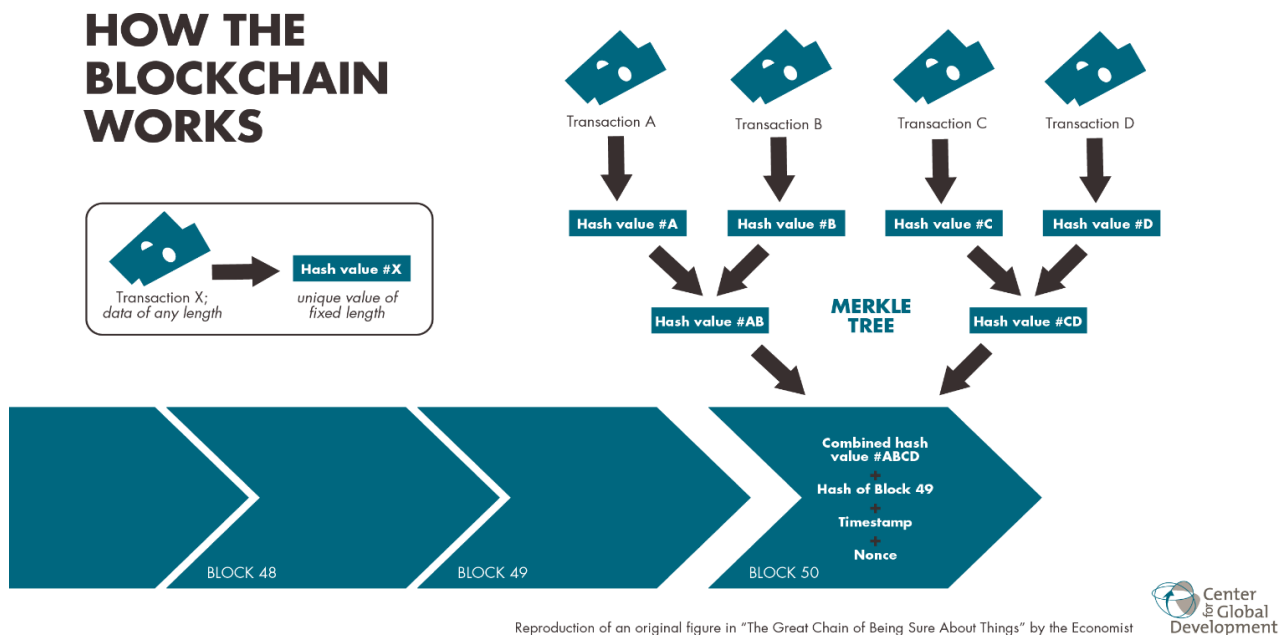 HOW THE
BLOCKCHAIN
WORKS
Transaction A
Transaction B
Transaction C
Transaction D
Hash value #A
Hash value #B
Hash value #C
Hash value #D
Transaction X;
data of any length
Hash value #X
unique value of
fixed length
Hash value #AB
MERKLE
TREE
Hash value #CD
Combined hash
value #ABCD
+
Hash of Block 49
+
Timestamp
+
Nonce
BLOCK 48
BLOCK 49
BLOCK 50
Reproduction of an original figure in “The Great Chain of Being Sure About Things” by the Economist
Center
for Global
Development